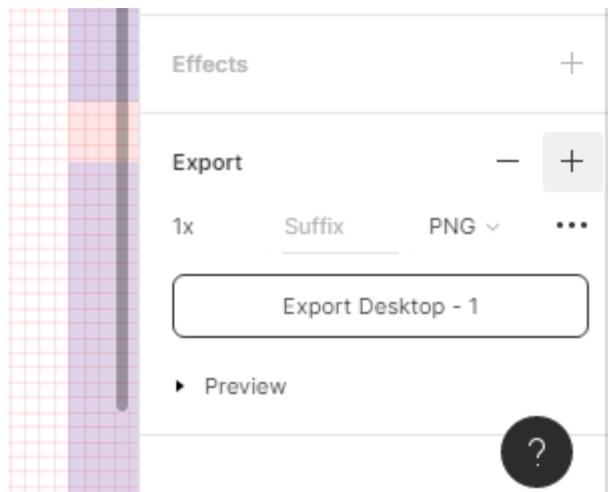 Effects
Export
1x Suffix PNG
Export Desktop - 1
Preview
?